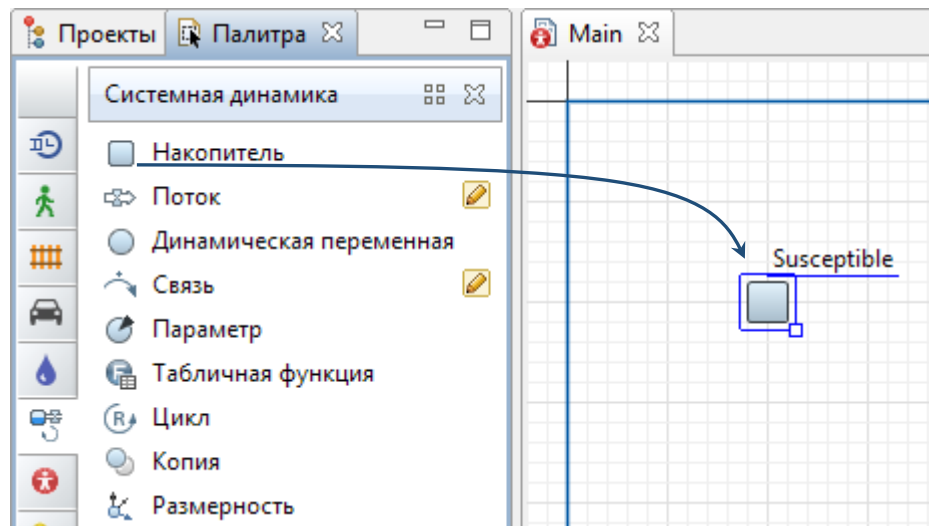 Проекты
Палитра
Main
Системная динамика
Накопитель
Поток
Динамическая переменная
Связь
Параметр
Табличная функция
Цикл
Копия
Размерность
Susceptible